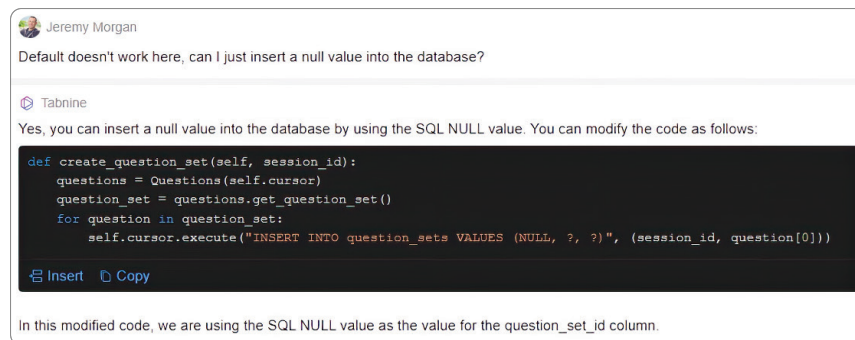 Jeremy Morgan
Default doesn't work here, can I just insert a null value into the database?
Tabnine
Yes, you can insert a null value into the database by using the SQL NULL value. You can modify the code as follows:
def create_question_set(self, session_id):
    questions = Questions(self.cursor)
    question_set = questions.get_question_set()
    for question in question_set:
        self.cursor.execute("INSERT INTO question_sets VALUES (NULL, ?, ?)", (session_id, question[0]))
Insert Copy
In this modified code, we are using the SQL NULL value as the value for the question_set_id column.